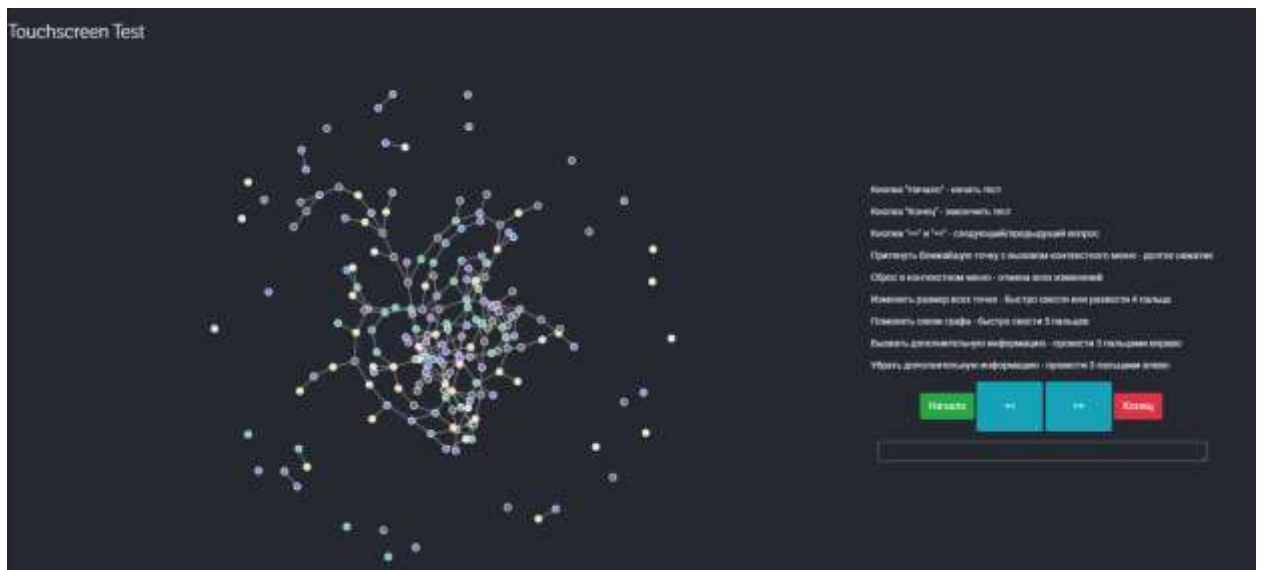 Touchscreen Test
Кнопка "Начало" - начать тест
Кнопка "Конец" - закончить тест
Кнопки ">>" и "<<" - следующий/предыдущий вопрос
Притянуть ближайшую точку с вызовом контекстного меню - долгое нажатие
Сброс в контекстном меню - отмена всех изменений
Изменить размер всех точек - быстро свести или развести 4 пальца
Поменять связи графа - быстро свести 5 пальцев
Вызвать дополнительную информацию - провести 3 пальцами вправо
Убрать дополнительную информацию - провести 3 пальцами влево
Начало
Конец